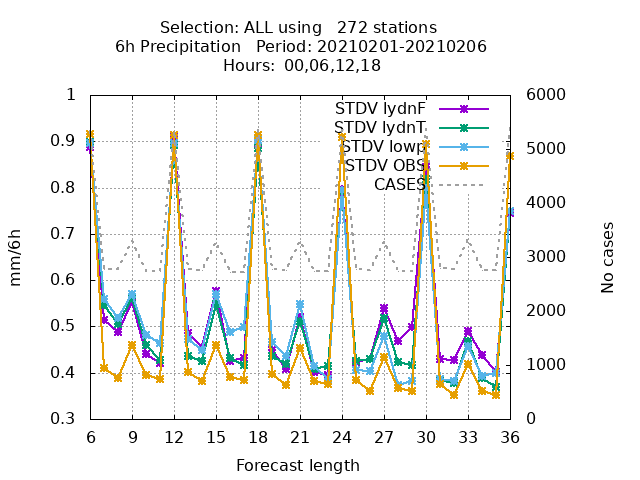 Selection: ALL using   272 stations
6h Precipitation   Period: 20210201-20210206
Hours: 00,06,12,18
1
0.9
0.8
0.7
0.6
0.5
0.4
0.3
mm/6h
6000
5000
4000
3000
2000
1000
0
No cases
STDV lydnF
STDV lydnT
STDV lowp
STDV OBS
CASES
6 9 12 15 18 21 24 27 30 33 36
Forecast length